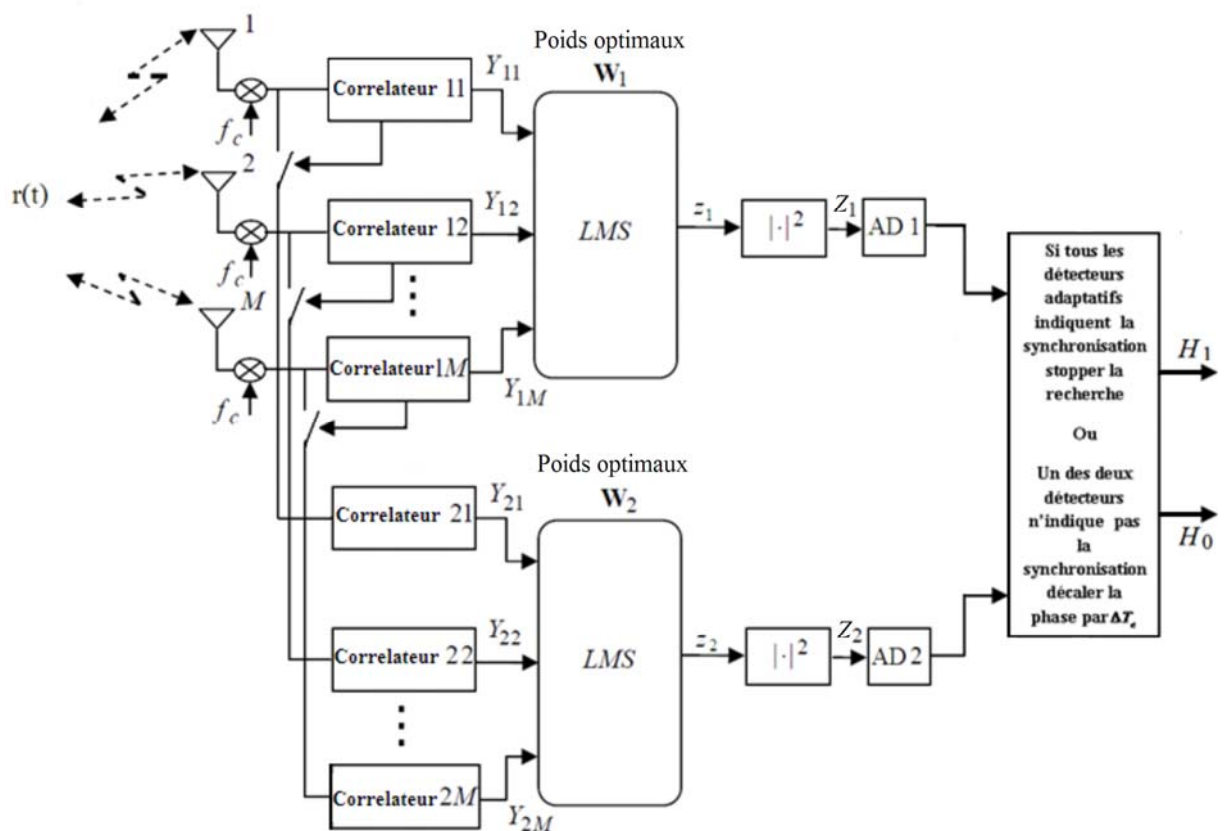 1
Poids optimaux
W1
Correlateur 11
Y11
fc
2
r(t)
Correlateur 12
Y12
LMS
z1
|·|²
Z1
AD 1
fc
M
Correlateur 1M
Y1M
fc
Si tous les
détecteurs
adaptatifs
indiquent la
synchronisation
stopper la
recherche
Ou
Un des deux
détecteurs
n'indique pas
la
synchronisation
décaler la
phase par ΔTc
H1
H0
Poids optimaux
W2
Correlateur 21
Y21
Correlateur 22
Y22
LMS
z2
|·|²
Z2
AD 2
Correlateur 2M
Y2M